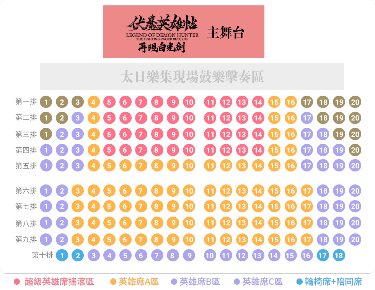 伏魔英雄帖 主舞台
LEGEND OF DEMON HUNTER
再現白光劍
太日樂集現場鼓樂擊奏區
第一排 1 2 3 4 5 6 7 8 9 10 11 12 13 14 15 16 17 18 19 20
第二排 1 2 3 4 5 6 7 8 9 10 11 12 13 14 15 16 17 18 19 20
第三排 1 2 3 4 5 6 7 8 9 10 11 12 13 14 15 16 17 18 19 20
第四排 1 2 3 4 5 6 7 8 9 10 11 12 13 14 15 16 17 18 19 20
第五排 1 2 3 4 5 6 7 8 9 10 11 12 13 14 15 16 17 18 19 20
第六排 1 2 3 4 5 6 7 8 9 10 11 12 13 14 15 16 17 18 19 20
第七排 1 2 3 4 5 6 7 8 9 10 11 12 13 14 15 16 17 18 19 20
第八排 1 2 3 4 5 6 7 8 9 10 11 12 13 14 15 16 17 18 19 20
第九排 1 2 3 4 5 6 7 8 9 10 11 12 13 14 15 16 17 18 19 20
第十排 1 2 3 4 5 6 7 8 9 10 11 12 13 14 15 16 17 18
超級英雄席搖滾區 英雄席A區 英雄席B區 英雄席C區 輪椅席+陪同席